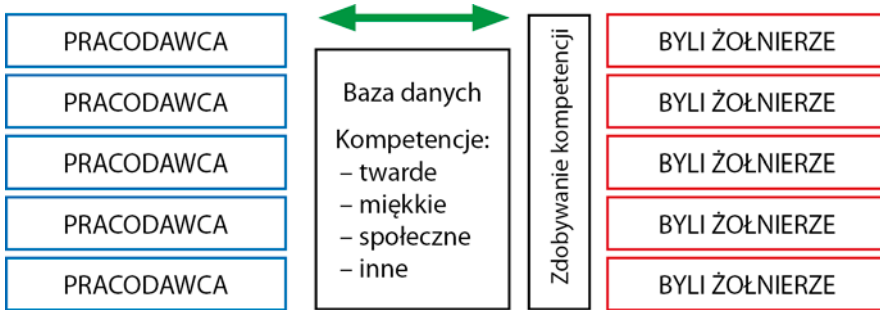 PRACODAWCA
PRACODAWCA
PRACODAWCA
PRACODAWCA
PRACODAWCA
Baza danych
Kompetencje:
– twarde
– miękkie
– społeczne
– inne
Zdobywanie kompetencji
BYLI ŻOŁNIERZE
BYLI ŻOŁNIERZE
BYLI ŻOŁNIERZE
BYLI ŻOŁNIERZE
BYLI ŻOŁNIERZE